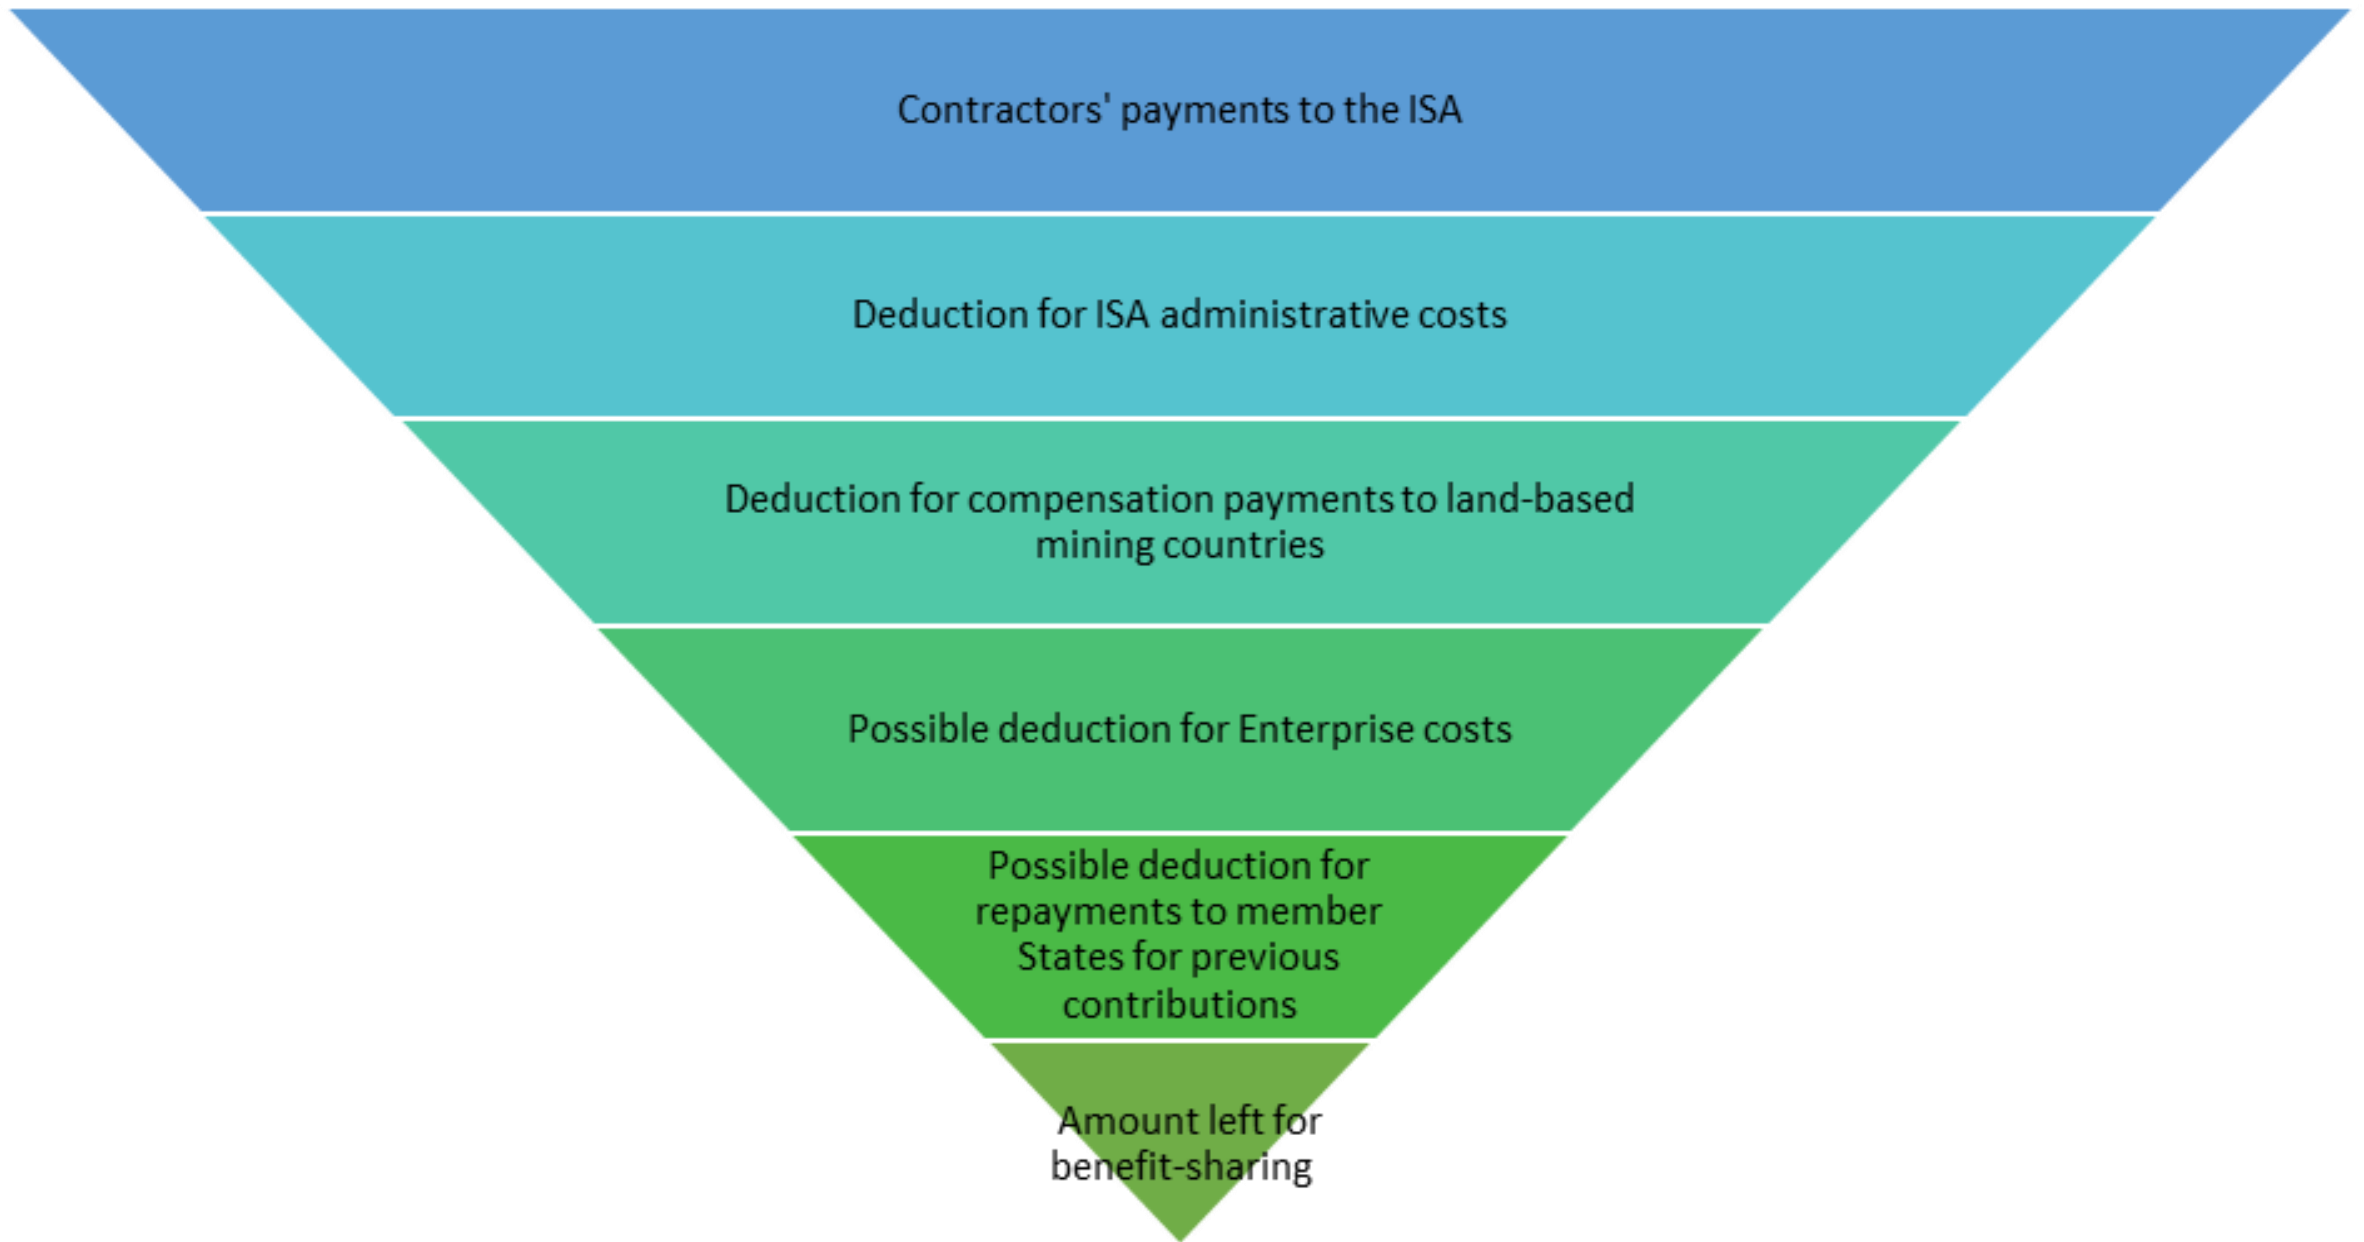 Contractors' payments to the ISA
Deduction for ISA administrative costs
Deduction for compensation payments to land-based
mining countries
Possible deduction for Enterprise costs
Possible deduction for
repayments to member
States for previous
contributions
Amount left for
benefit-sharing